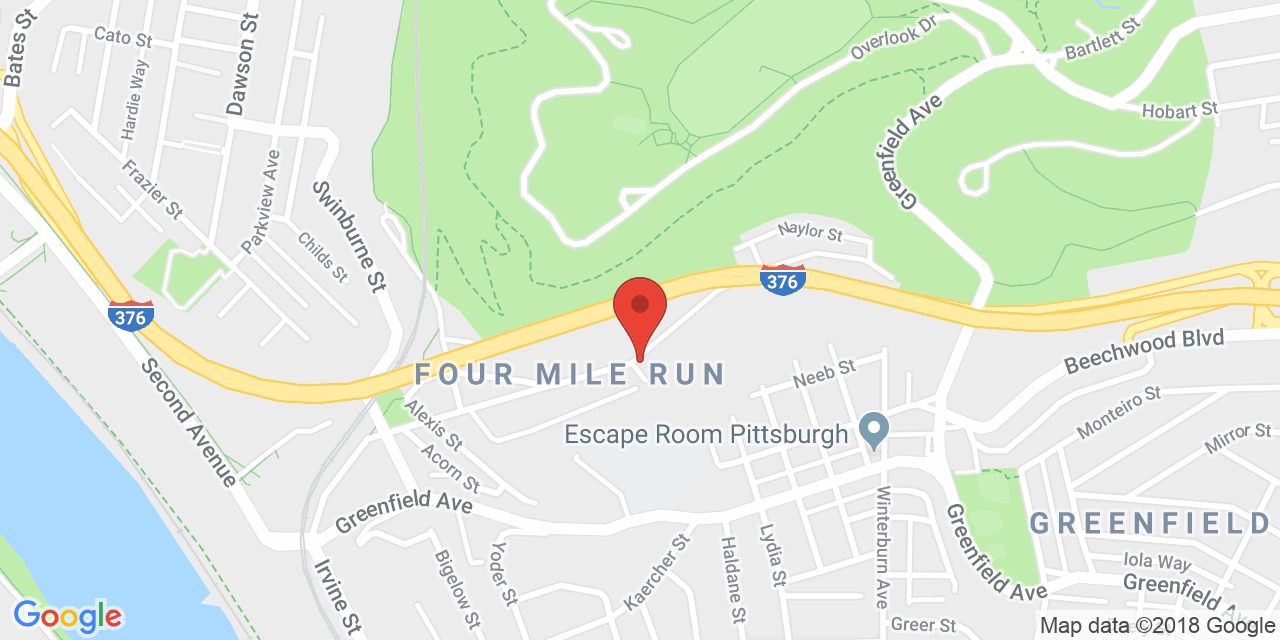 Bates St
Cato St
Dawson St
Hardie Way
Overlook Dr
Bartlett St
Hobart St
Greenfield Ave
Frazier St
Parkview Ave
Swinburne St
Childs St
Naylor St
376
376
Second Avenue
FOUR MILE RUN
Neeb St
Beechwood Blvd
Alexis St
Acorn St
Escape Room Pittsburgh
Monteiro St
Mirror St
Greenfield Ave
Winterburn Ave
Greenfield Ave
GREENFIELD
Irvine St
Bigelow St
Yoder St
Kaercher St
Haldane St
Lydia St
Iola Way
Greenfield Ave
Greer St
Google
Map data ©2018 Google